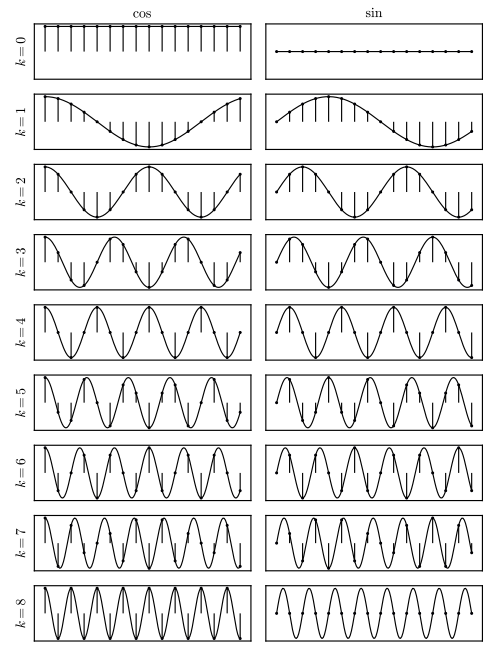 cos sin
k = 0
k = 1
k = 2
k = 3
k = 4
k = 5
k = 6
k = 7
k = 8